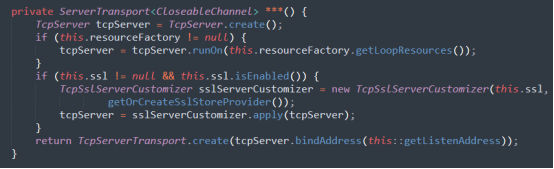 private ServerTransport<CloseableChannel> ***() {
TcpServer tcpServer = TcpServer.create();
if (this.resourceFactory != null) {
tcpServer = tcpServer.runOn(this.resourceFactory.getLoopResources());
}
if (this.ssl != null && this.ssl.isEnabled()) {
TcpSslServerCustomizer sslServerCustomizer = new TcpSslServerCustomizer(this.ssl,
getOrCreateSslStoreProvider());
tcpServer = sslServerCustomizer.apply(tcpServer);
}
return TcpServerTransport.create(tcpServer.bindAddress(this::getListenAddress));
}